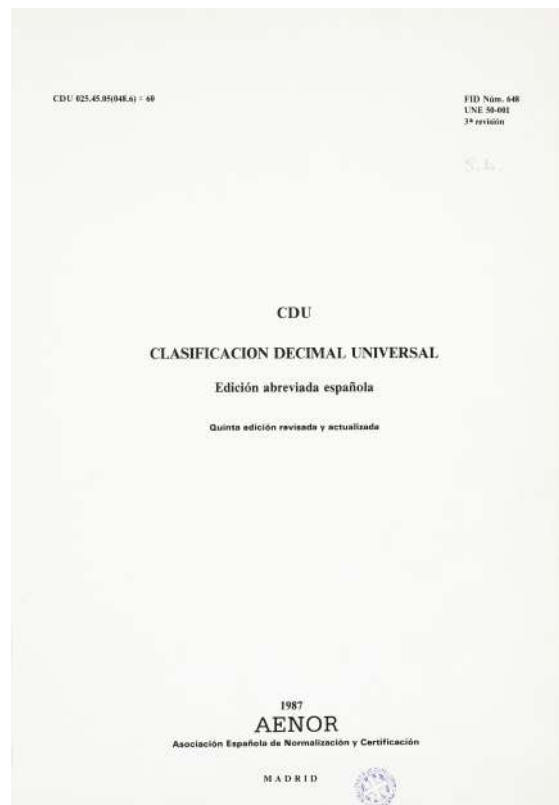 CDU 025.45.05(048.6) = 60
FID Núm. 648
UNE 50-001
3ª revisión
CDU
CLASIFICACION DECIMAL UNIVERSAL
Edición abreviada española
Quinta edición revisada y actualizada
1987
AENOR
Asociación Española de Normalización y Certificación
MADRID